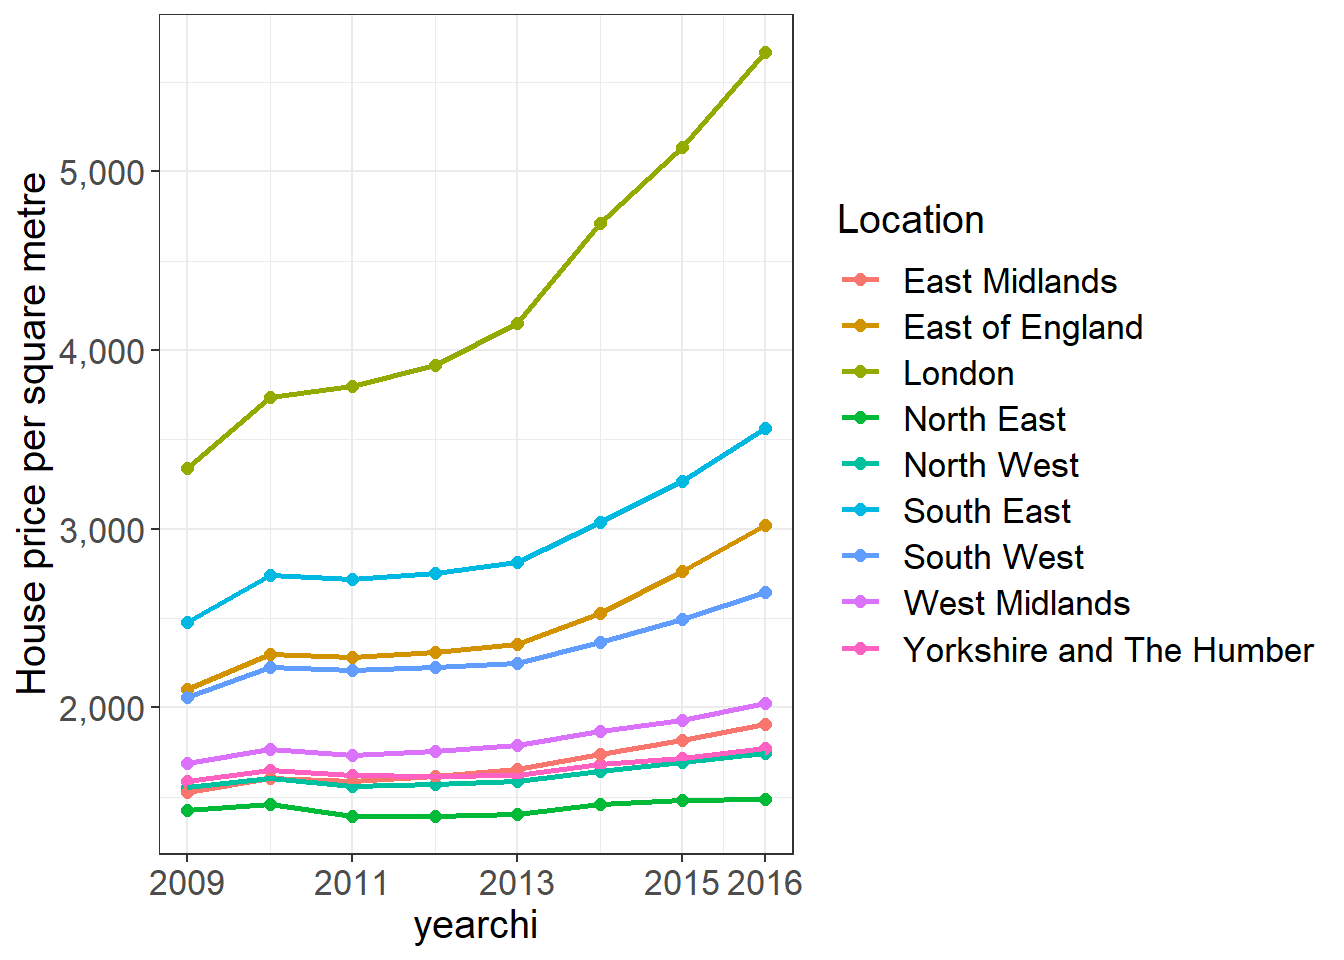 House price per square metre
5,000
4,000
3,000
2,000
2009 2011 2013 2015 2016
yearchi
Location
East Midlands
East of England
London
North East
North West
South East
South West
West Midlands
Yorkshire and The Humber